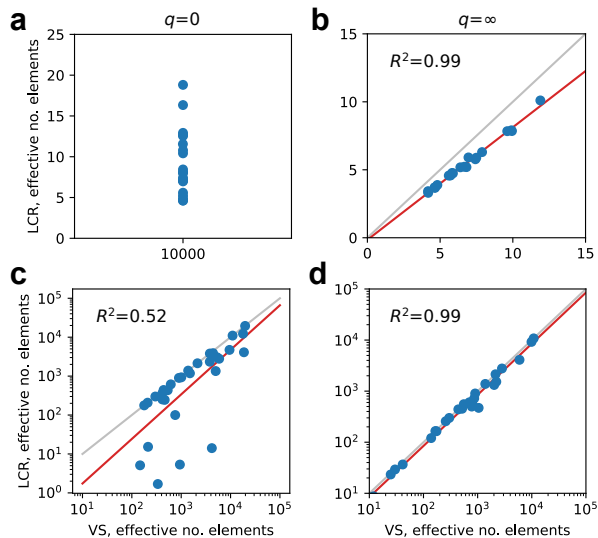 a
q=0
b
q=∞
LCR, effective no. elements
25
20
15
10
5
0
10000
15
10
5
0
R²=0.99
0
5
10
15
c
d
LCR, effective no. elements
10⁵
10⁴
10³
10²
10¹
10⁰
R²=0.52
10¹
10²
10³
10⁴
10⁵
VS, effective no. elements
10⁵
10⁴
10³
10²
10¹
R²=0.99
10¹
10²
10³
10⁴
10⁵
VS, effective no. elements